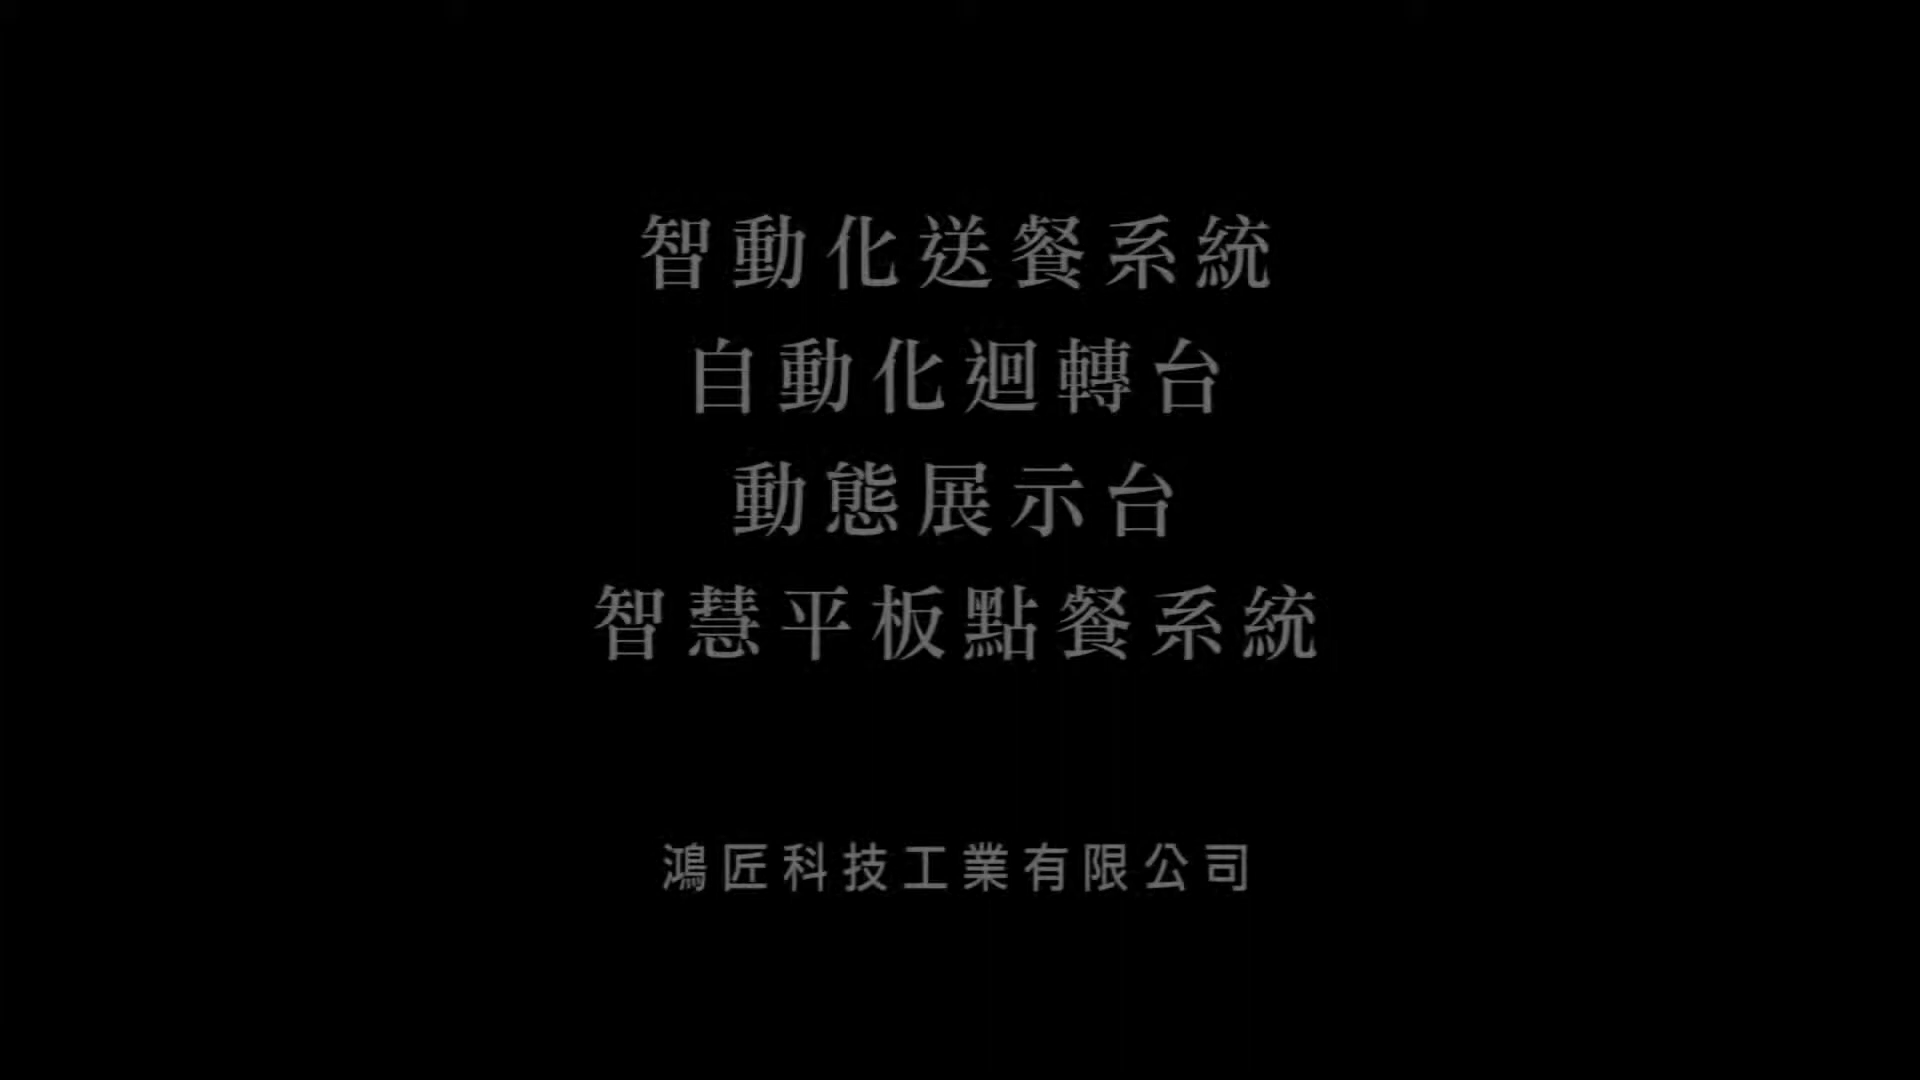 智動化送餐系統
自動化迴轉台
動態展示台
智慧平板點餐系統
鴻匠科技工業有限公司